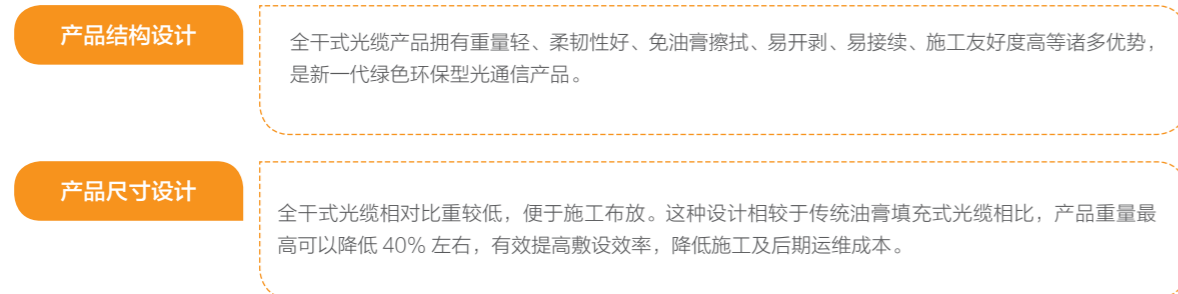 产品结构设计
全干式光缆产品拥有重量轻、柔韧性好、免油膏擦拭、易开剥、易接续、施工友好度高等诸多优势，
是新一代绿色环保型光通信产品。
产品尺寸设计
全干式光缆相对比重较低，便于施工布放。这种设计相较于传统油膏填充式光缆相比，产品重量最
高可以降低 40% 左右，有效提高敷设效率，降低施工及后期运维成本。